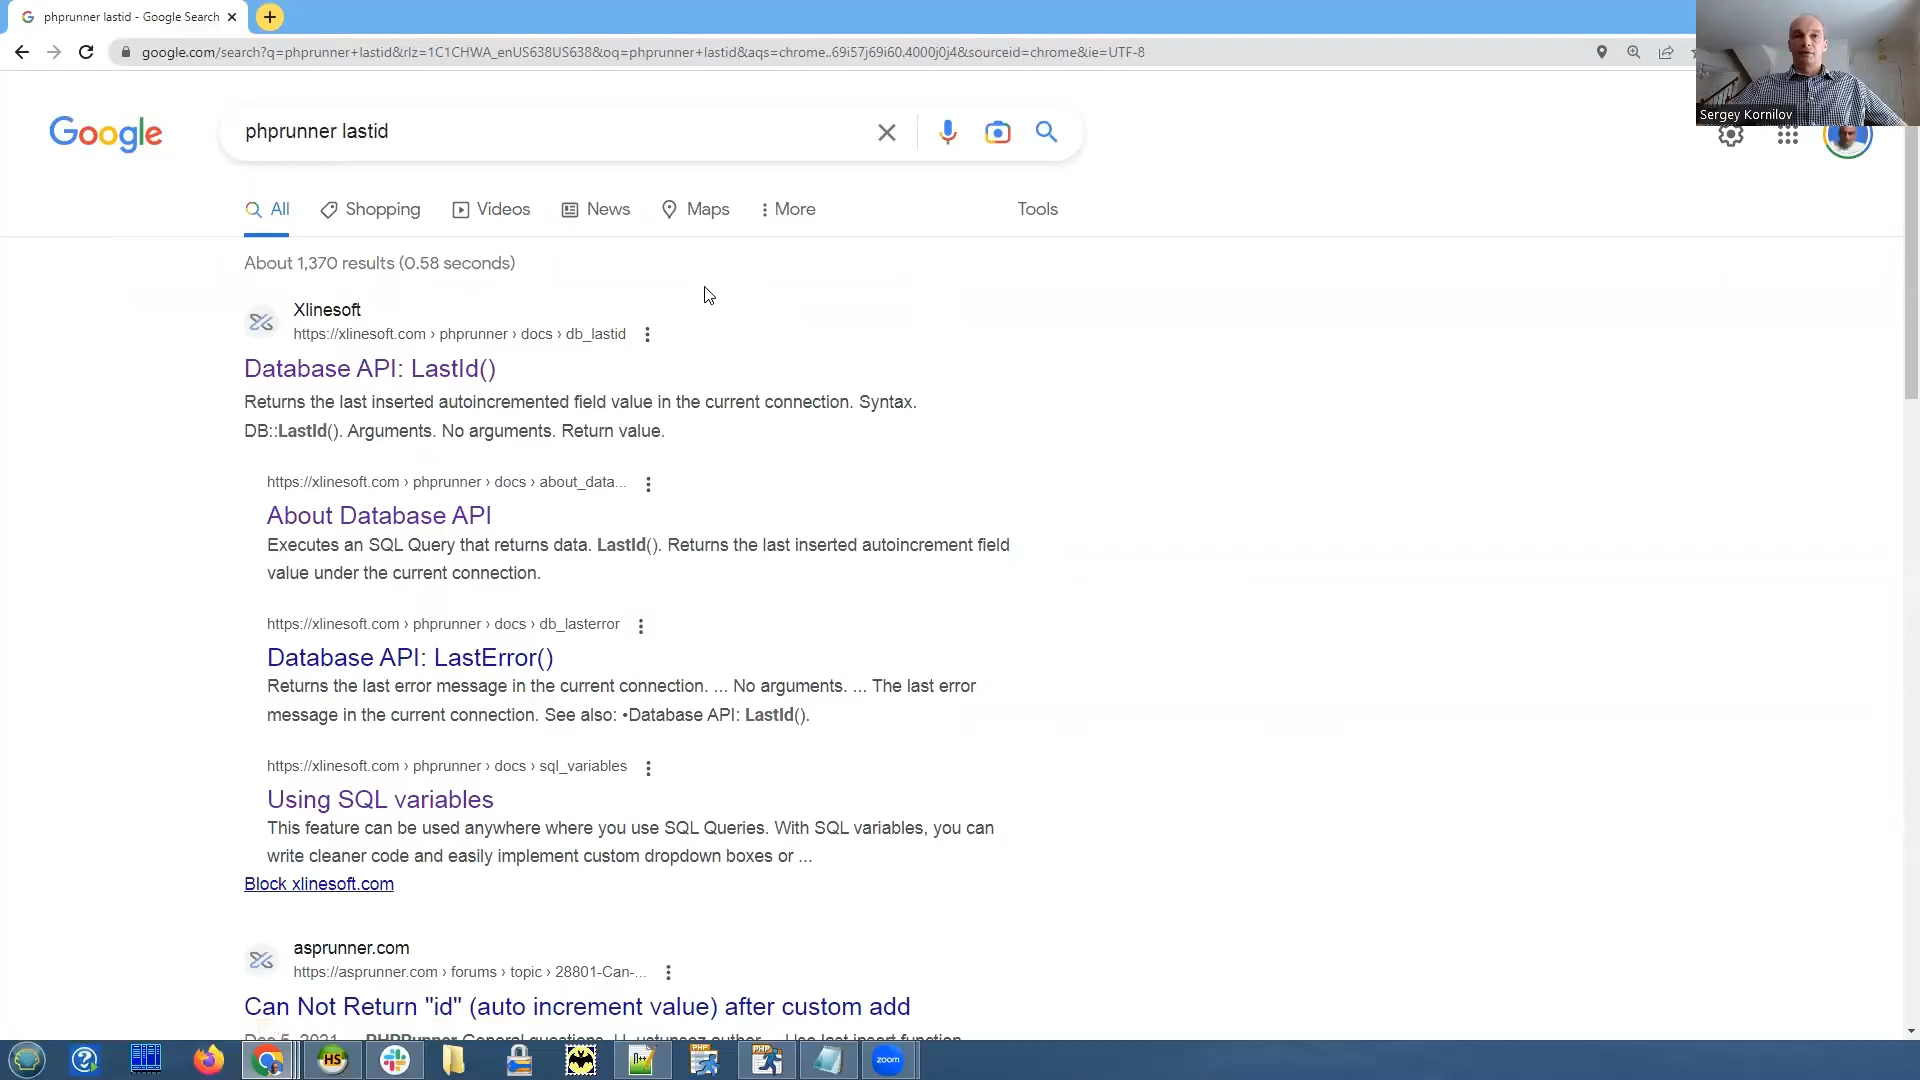 phprunner lastid - Google Search
google.com/search?q=phprunner+lastid&rlz=1C1CHWA_enUS638US638&oq=phprunner+lastid&aqs=chrome..69i57j69i60.4000j0j4&sourceid=chrome&ie=UTF-8
Sergey Kornilov
Google
phprunner lastid
All Shopping Videos News Maps More Tools
About 1,370 results (0.58 seconds)
Xlinesoft
https://xlinesoft.com › phprunner › docs › db_lastid
Database API: LastId()
Returns the last inserted autoincremented field value in the current connection. Syntax.
DB::LastId(). Arguments. No arguments. Return value.
https://xlinesoft.com › phprunner › docs › about_data...
About Database API
Executes an SQL Query that returns data. LastId(). Returns the last inserted autoincrement field
value under the current connection.
https://xlinesoft.com › phprunner › docs › db_lasterror
Database API: LastError()
Returns the last error message in the current connection. ... No arguments. ... The last error
message in the current connection. See also: •Database API: LastId().
https://xlinesoft.com › phprunner › docs › sql_variables
Using SQL variables
This feature can be used anywhere where you use SQL Queries. With SQL variables, you can
write cleaner code and easily implement custom dropdown boxes or ...
Block xlinesoft.com
asprunner.com
https://asprunner.com › forums › topic › 28801-Can-...
Can Not Return "id" (auto increment value) after custom add
HS
n++
PHP
PHP
zoom